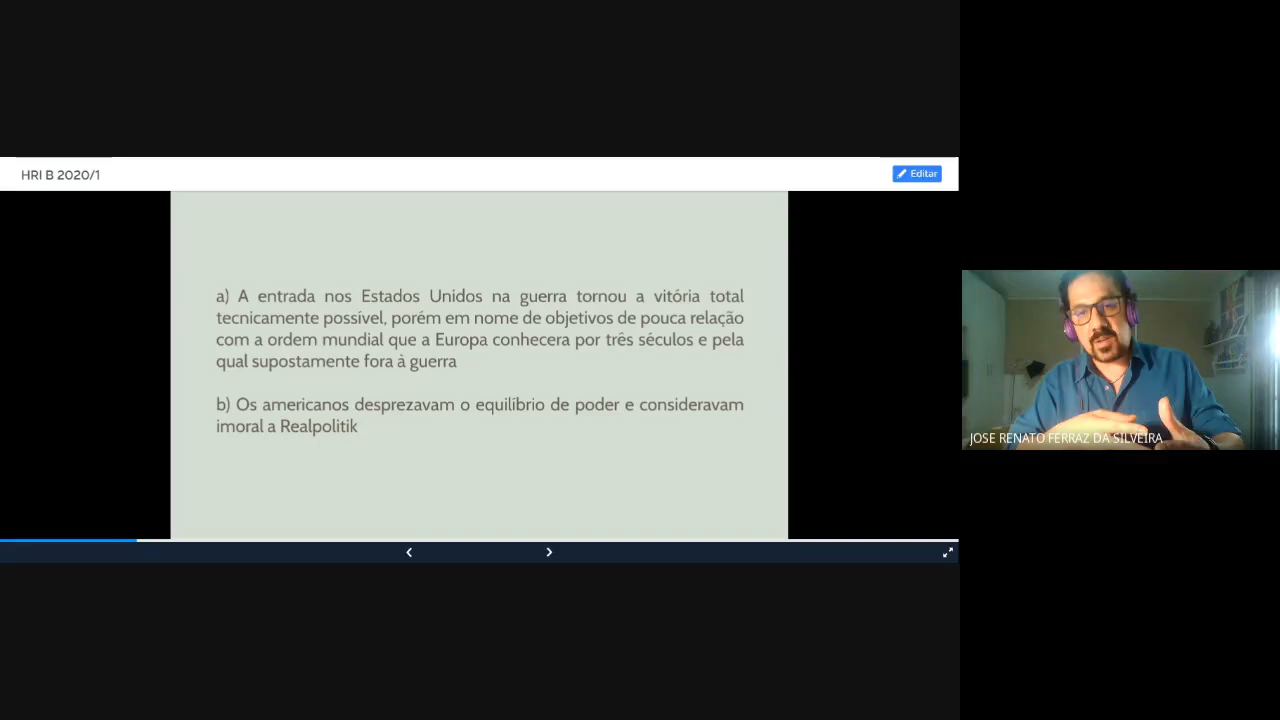 HRI B 2020/1
Editar
a) A entrada nos Estados Unidos na guerra tornou a vitória total
tecnicamente possível, porém em nome de objetivos de pouca relação
com a ordem mundial que a Europa conhecera por três séculos e pela
qual supostamente fora à guerra
b) Os americanos desprezavam o equilíbrio de poder e consideravam
imoral a Realpolitik
JOSE RENATO FERRAZ DA SILVEIRA